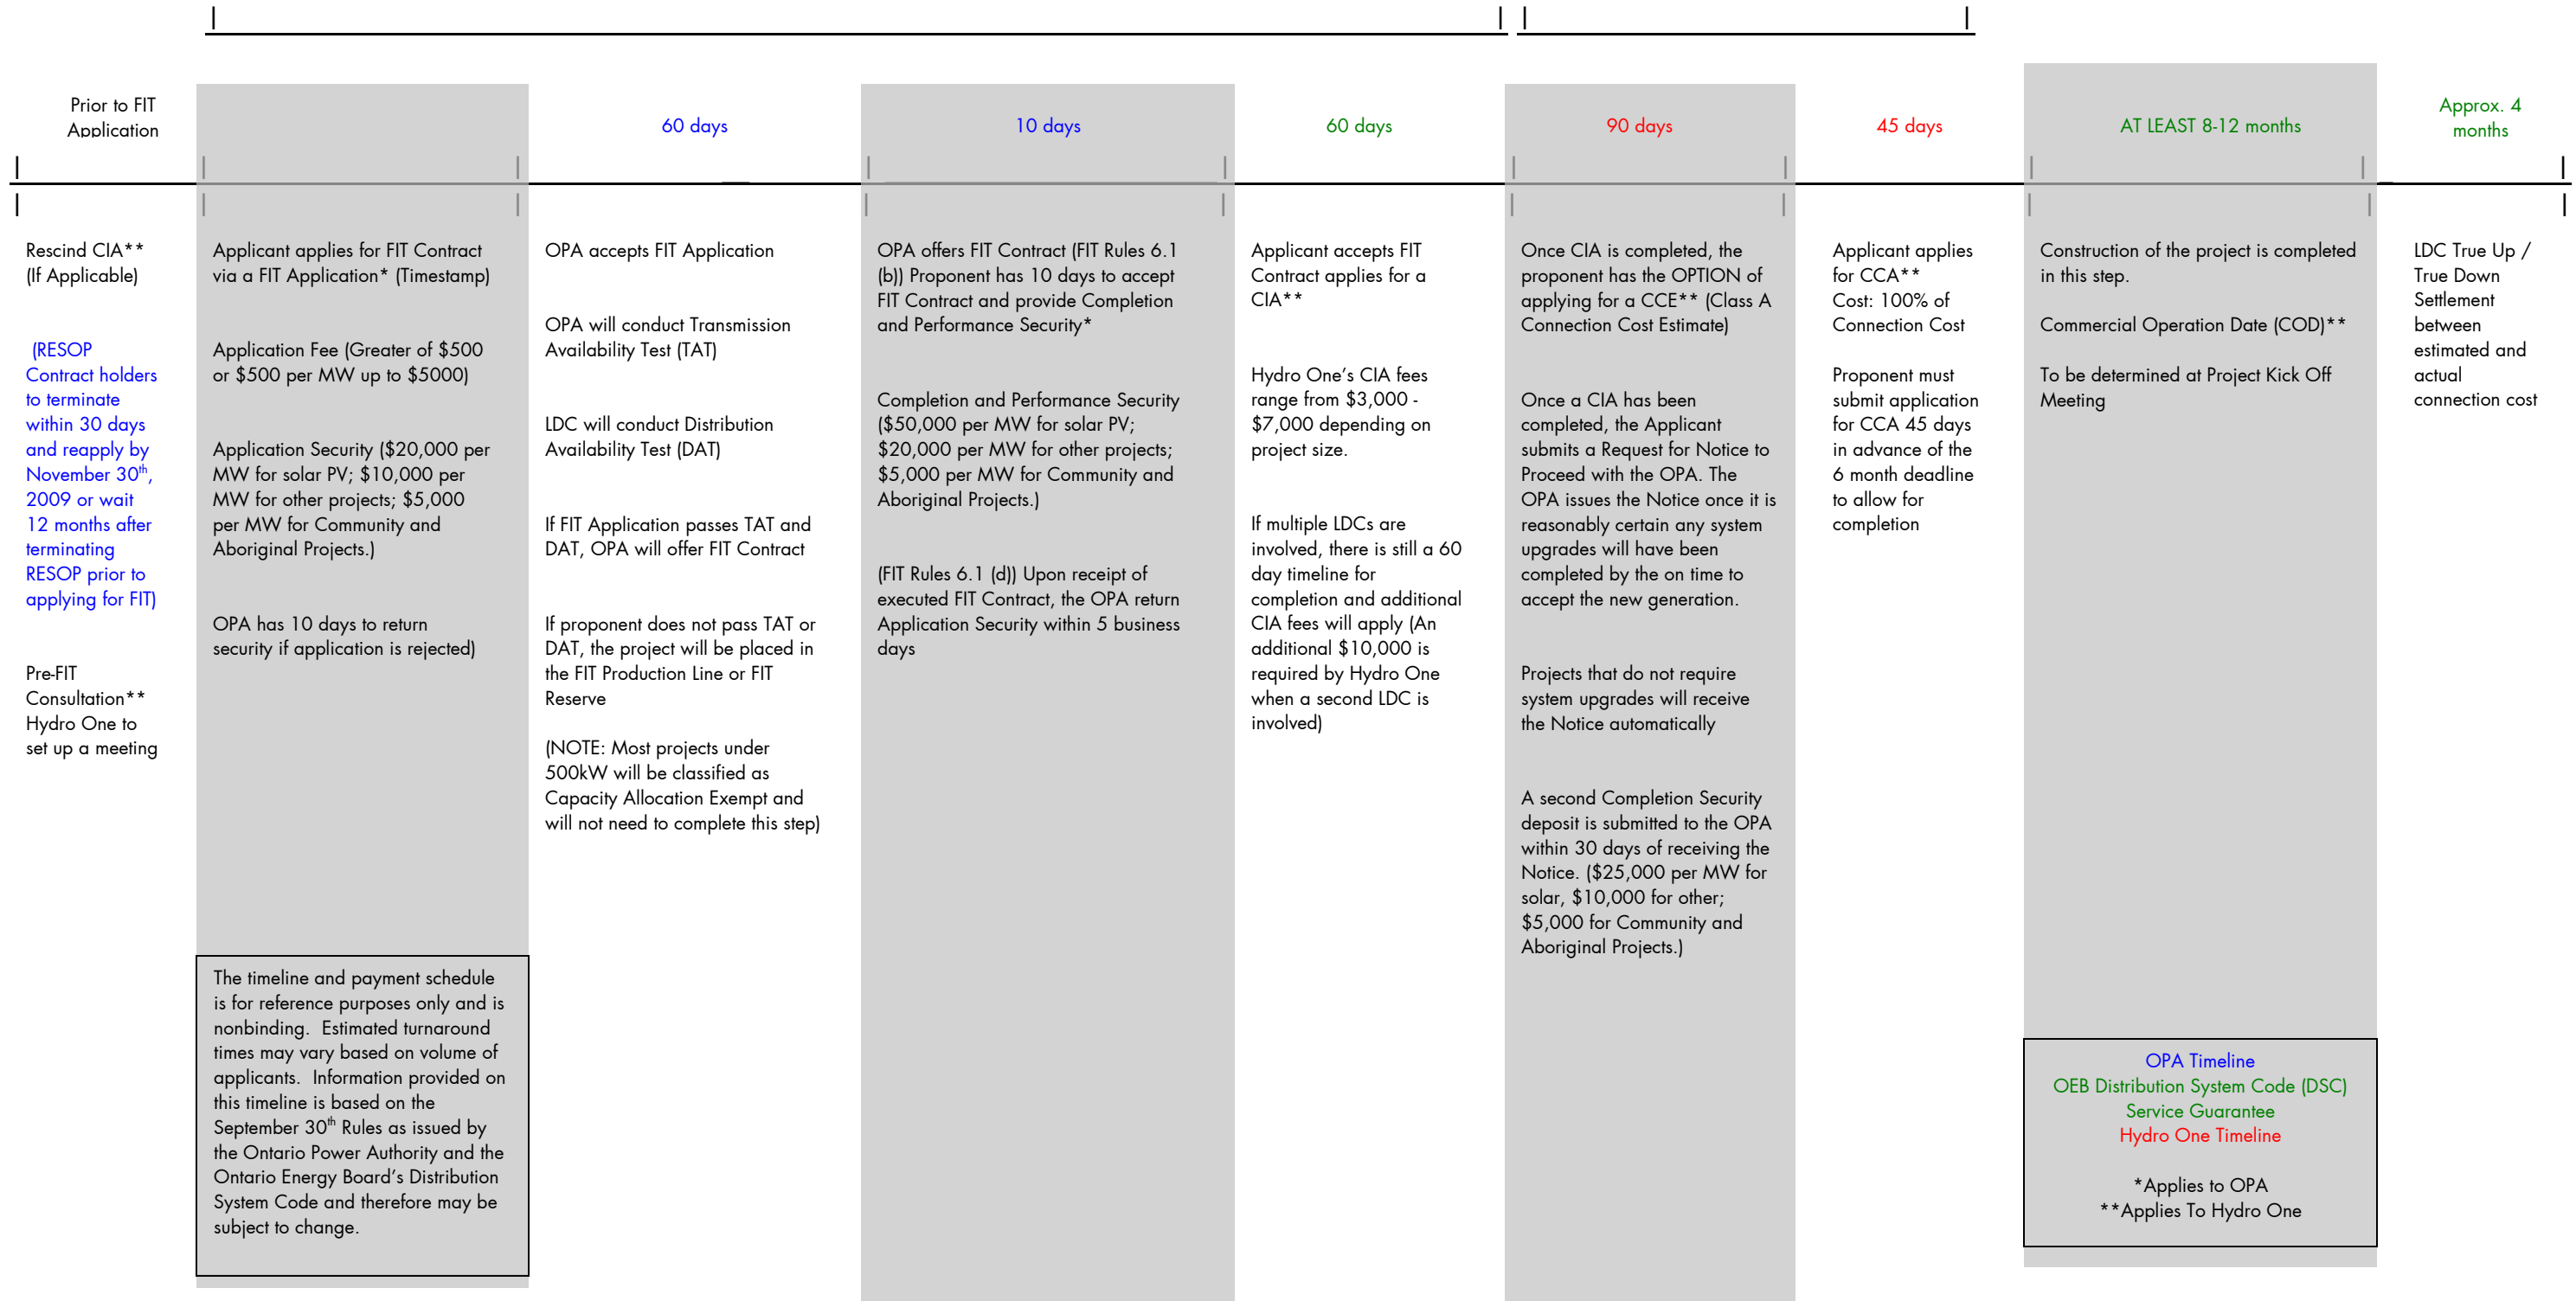 Prior to FIT
Application
60 days
10 days
60 days
90 days
45 days
AT LEAST 8-12 months
Approx. 4
months
Rescind CIA**
(If Applicable)
(RESOP
Contract holders
to terminate
within 30 days
and reapply by
November 30th,
2009 or wait
12 months after
terminating
RESOP prior to
applying for FIT)
Pre-FIT
Consultation**
Hydro One to
set up a meeting
Applicant applies for FIT Contract
via a FIT Application* (Timestamp)
Application Fee (Greater of $500
or $500 per MW up to $5000)
Application Security ($20,000 per
MW for solar PV; $10,000 per
MW for other projects; $5,000
per MW for Community and
Aboriginal Projects.)
OPA has 10 days to return
security if application is rejected)
The timeline and payment schedule
is for reference purposes only and is
nonbinding.  Estimated turnaround
times may vary based on volume of
applicants.  Information provided on
this timeline is based on the
September 30th Rules as issued by
the Ontario Power Authority and the
Ontario Energy Board's Distribution
System Code and therefore may be
subject to change.
OPA accepts FIT Application
OPA will conduct Transmission
Availability Test (TAT)
LDC will conduct Distribution
Availability Test (DAT)
If FIT Application passes TAT and
DAT, OPA will offer FIT Contract
If proponent does not pass TAT or
DAT, the project will be placed in
the FIT Production Line or FIT
Reserve
(NOTE: Most projects under
500kW will be classified as
Capacity Allocation Exempt and
will not need to complete this step)
OPA offers FIT Contract (FIT Rules 6.1
(b)) Proponent has 10 days to accept
FIT Contract and provide Completion
and Performance Security*
Completion and Performance Security
($50,000 per MW for solar PV;
$20,000 per MW for other projects;
$5,000 per MW for Community and
Aboriginal Projects.)
(FIT Rules 6.1 (d)) Upon receipt of
executed FIT Contract, the OPA return
Application Security within 5 business
days
Applicant accepts FIT
Contract applies for a
CIA**
Hydro One's CIA fees
range from $3,000 -
$7,000 depending on
project size.
If multiple LDCs are
involved, there is still a 60
day timeline for
completion and additional
CIA fees will apply (An
additional $10,000 is
required by Hydro One
when a second LDC is
involved)
Once CIA is completed, the
proponent has the OPTION of
applying for a CCE** (Class A
Connection Cost Estimate)
Once a CIA has been
completed, the Applicant
submits a Request for Notice to
Proceed with the OPA. The
OPA issues the Notice once it is
reasonably certain any system
upgrades will have been
completed by the on time to
accept the new generation.
Projects that do not require
system upgrades will receive
the Notice automatically
A second Completion Security
deposit is submitted to the OPA
within 30 days of receiving the
Notice. ($25,000 per MW for
solar, $10,000 for other;
$5,000 for Community and
Aboriginal Projects.)
Applicant applies
for CCA**
Cost: 100% of
Connection Cost
Proponent must
submit application
for CCA 45 days
in advance of the
6 month deadline
to allow for
completion
Construction of the project is completed
in this step.
Commercial Operation Date (COD)**
To be determined at Project Kick Off
Meeting
OPA Timeline
OEB Distribution System Code (DSC)
Service Guarantee
Hydro One Timeline
*Applies to OPA
**Applies To Hydro One
LDC True Up /
True Down
Settlement
between
estimated and
actual
connection cost